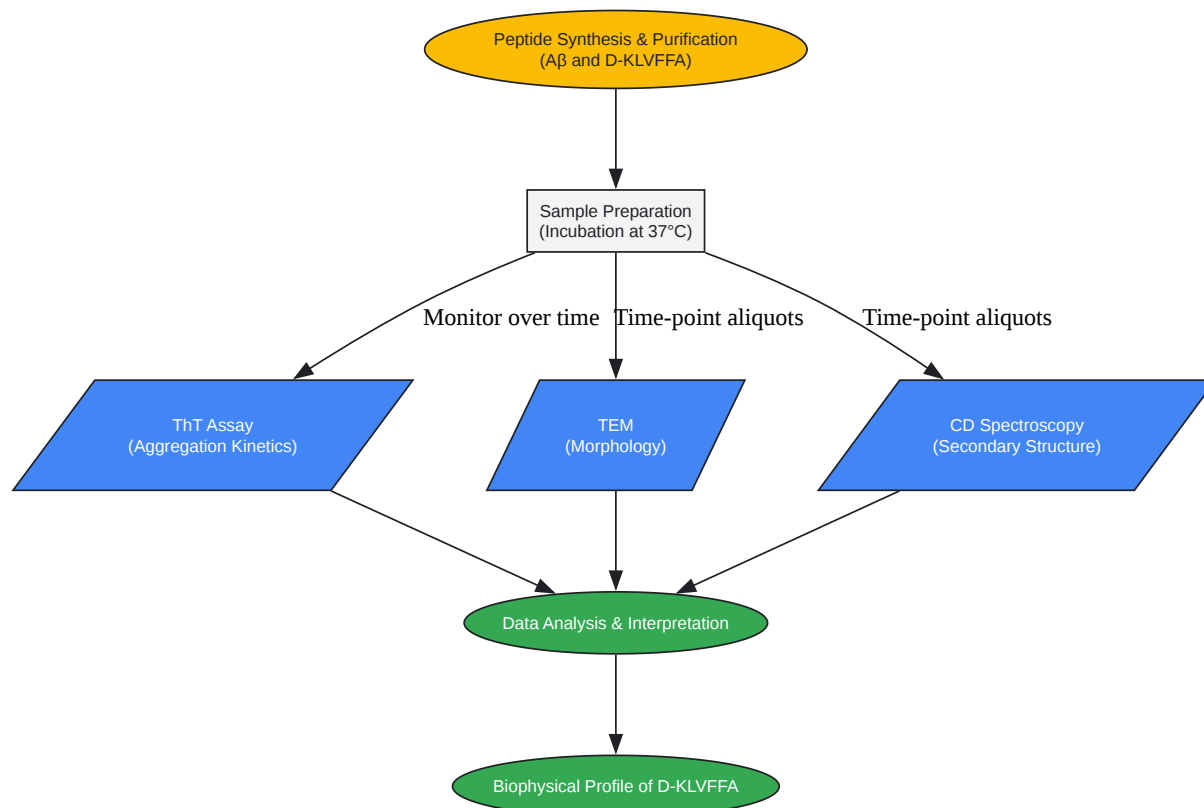 Peptide Synthesis & Purification
(Aβ and D-KLVFFA)
Sample Preparation
(Incubation at 37°C)
Monitor over time
Time-point aliquots
Time-point aliquots
ThT Assay
(Aggregation Kinetics)
TEM
(Morphology)
CD Spectroscopy
(Secondary Structure)
Data Analysis & Interpretation
Biophysical Profile of D-KLVFFA